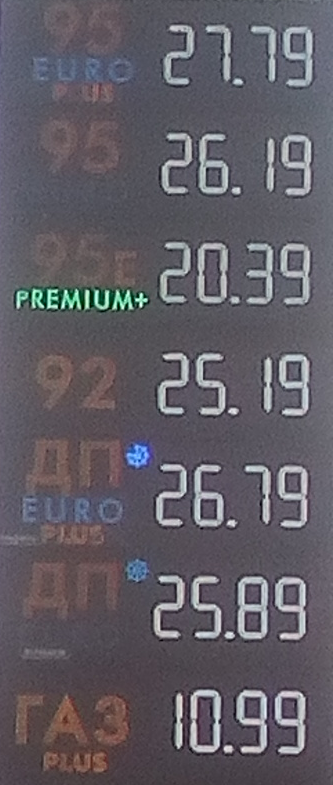 95
EURO 27.79
PLUS
95 26.19
95E 20.39
PREMIUM+
92 25.19
ДП
EURO 26.79
PLUS
ДП 25.89
ГАЗ 10.99
PLUS